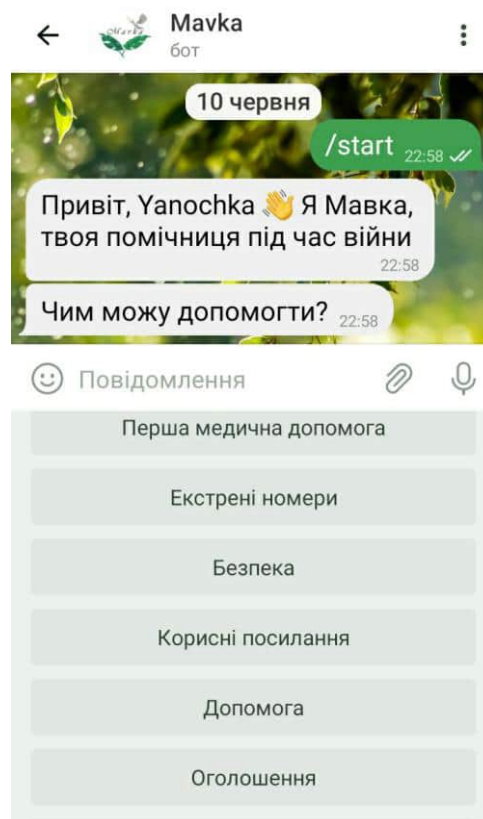 Mavka
бот
10 червня
/start 22:58
Привіт, Yanochka 👋 Я Мавка,
твоя помічниця під час війни
22:58
Чим можу допомогти? 22:58
Повідомлення
Перша медична допомога
Екстрені номери
Безпека
Корисні посилання
Допомога
Оголошення